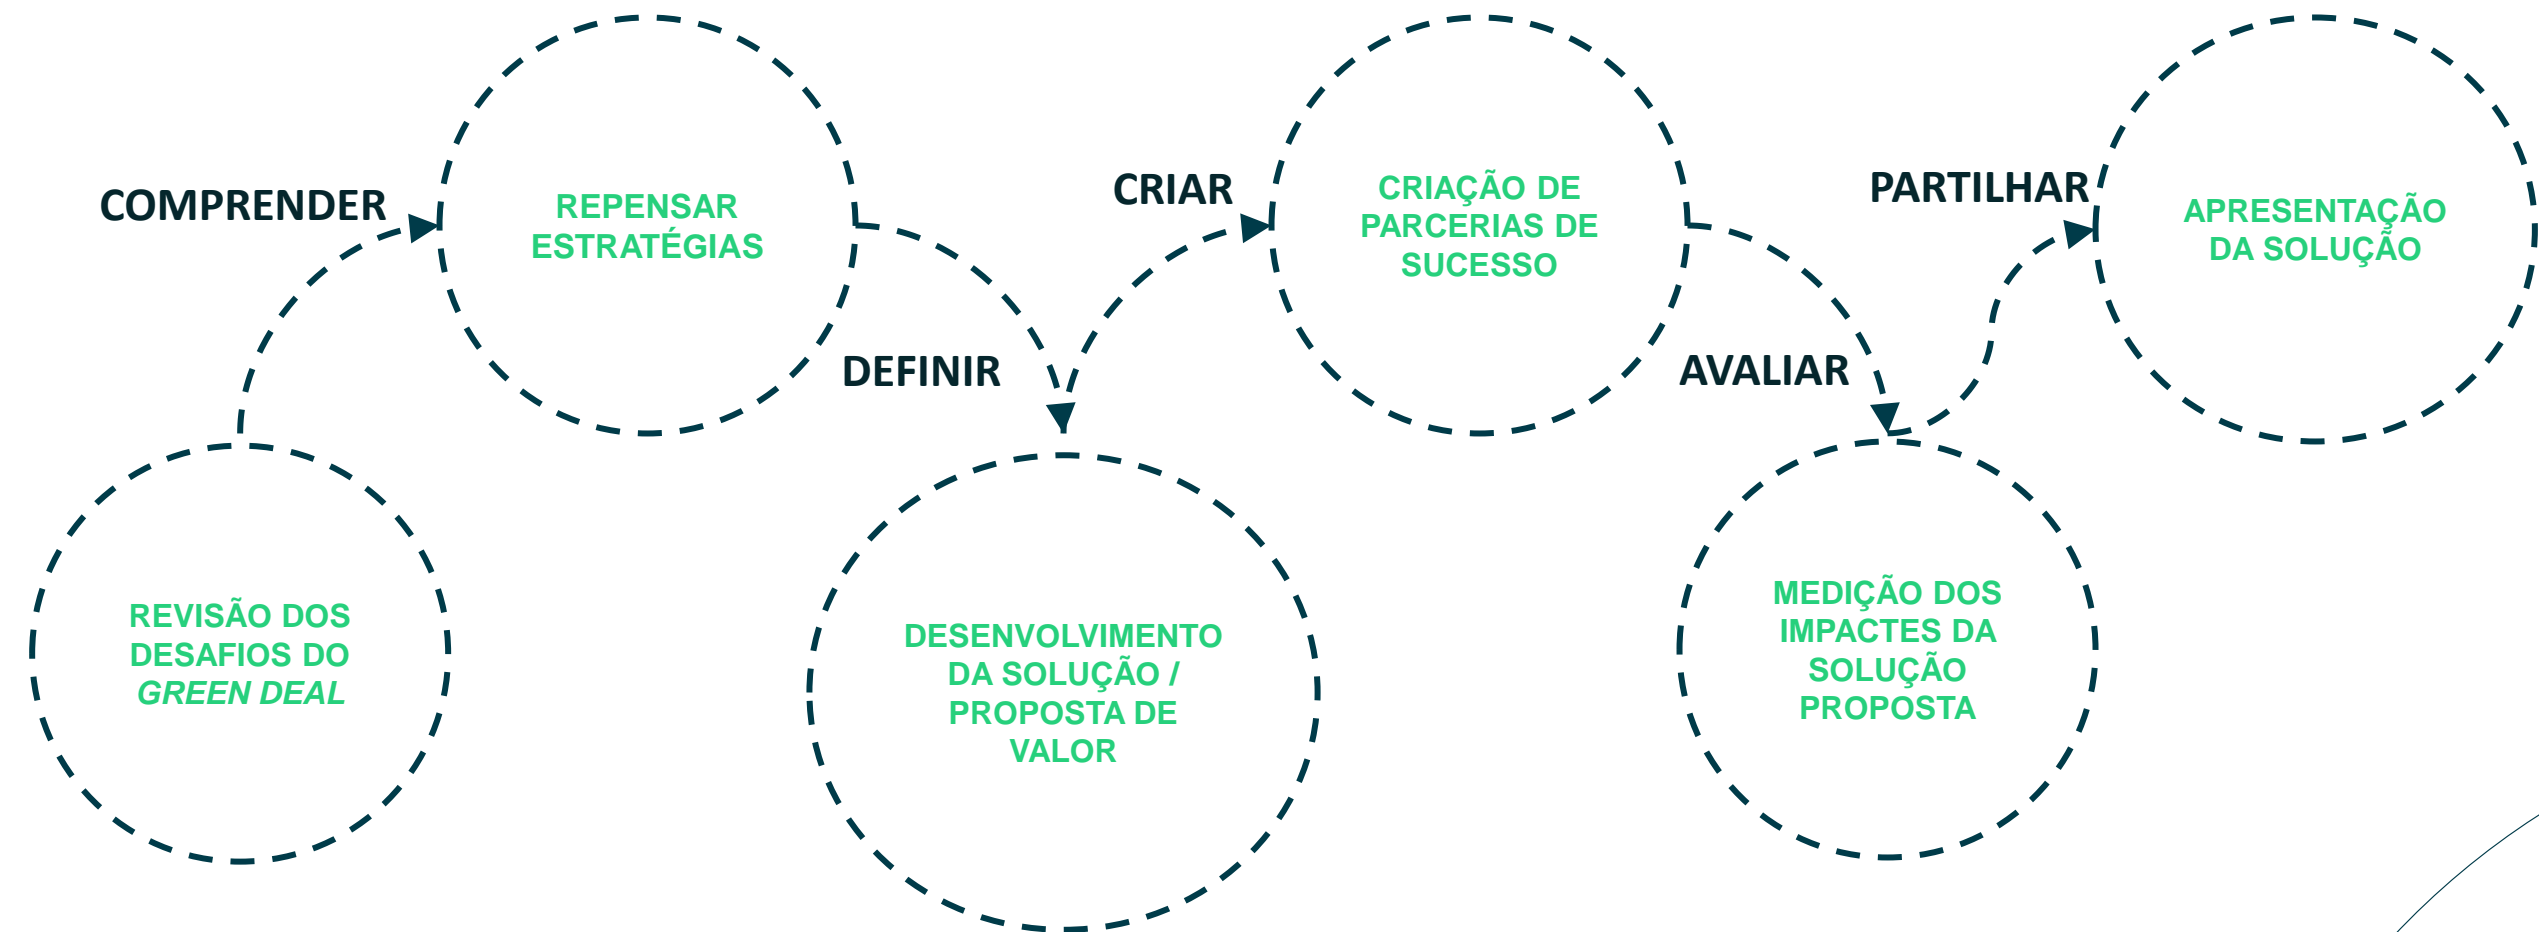 COMPRENDER
REPENSAR
ESTRATÉGIAS
CRIAR
CRIAÇÃO DE
PARCERIAS DE
SUCESSO
PARTILHAR
APRESENTAÇÃO
DA SOLUÇÃO
DEFINIR
AVALIAR
REVISÃO DOS
DESAFIOS DO
GREEN DEAL
DESENVOLVIMENTO
DA SOLUÇÃO /
PROPOSTA DE
VALOR
MEDIÇÃO DOS
IMPACTES DA
SOLUÇÃO
PROPOSTA